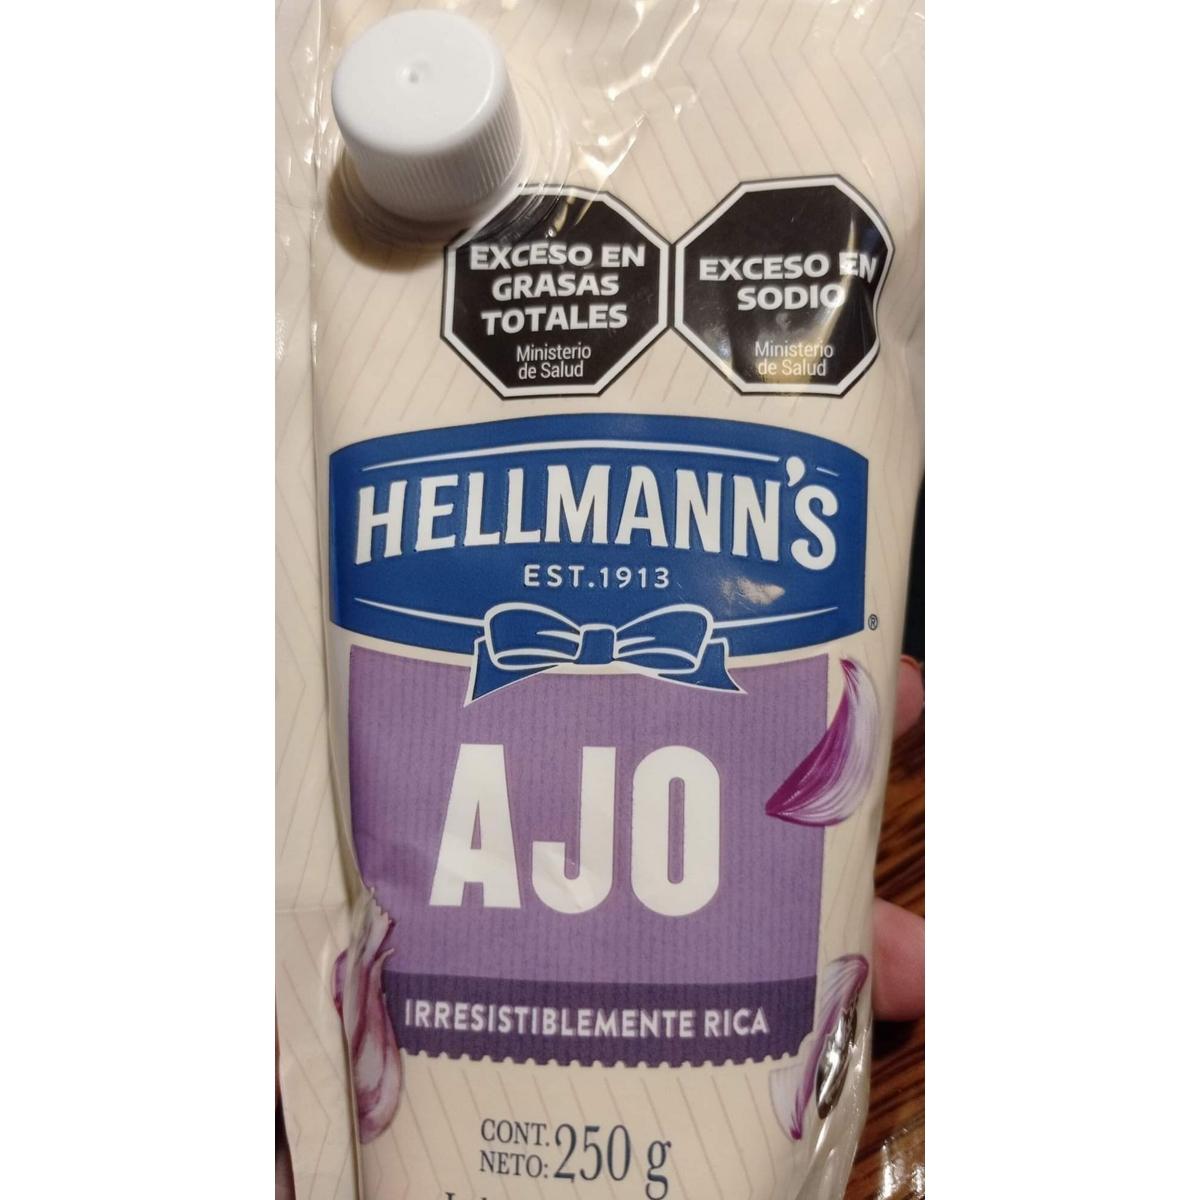 EXCESO EN
GRASAS
TOTALES
Ministerio
de Salud
EXCESO EN
SODIO
Ministerio
de Salud
HELLMANN'S
EST.1913
®
AJO
IRRESISTIBLEMENTE RICA
CONT.
NETO: 250 g